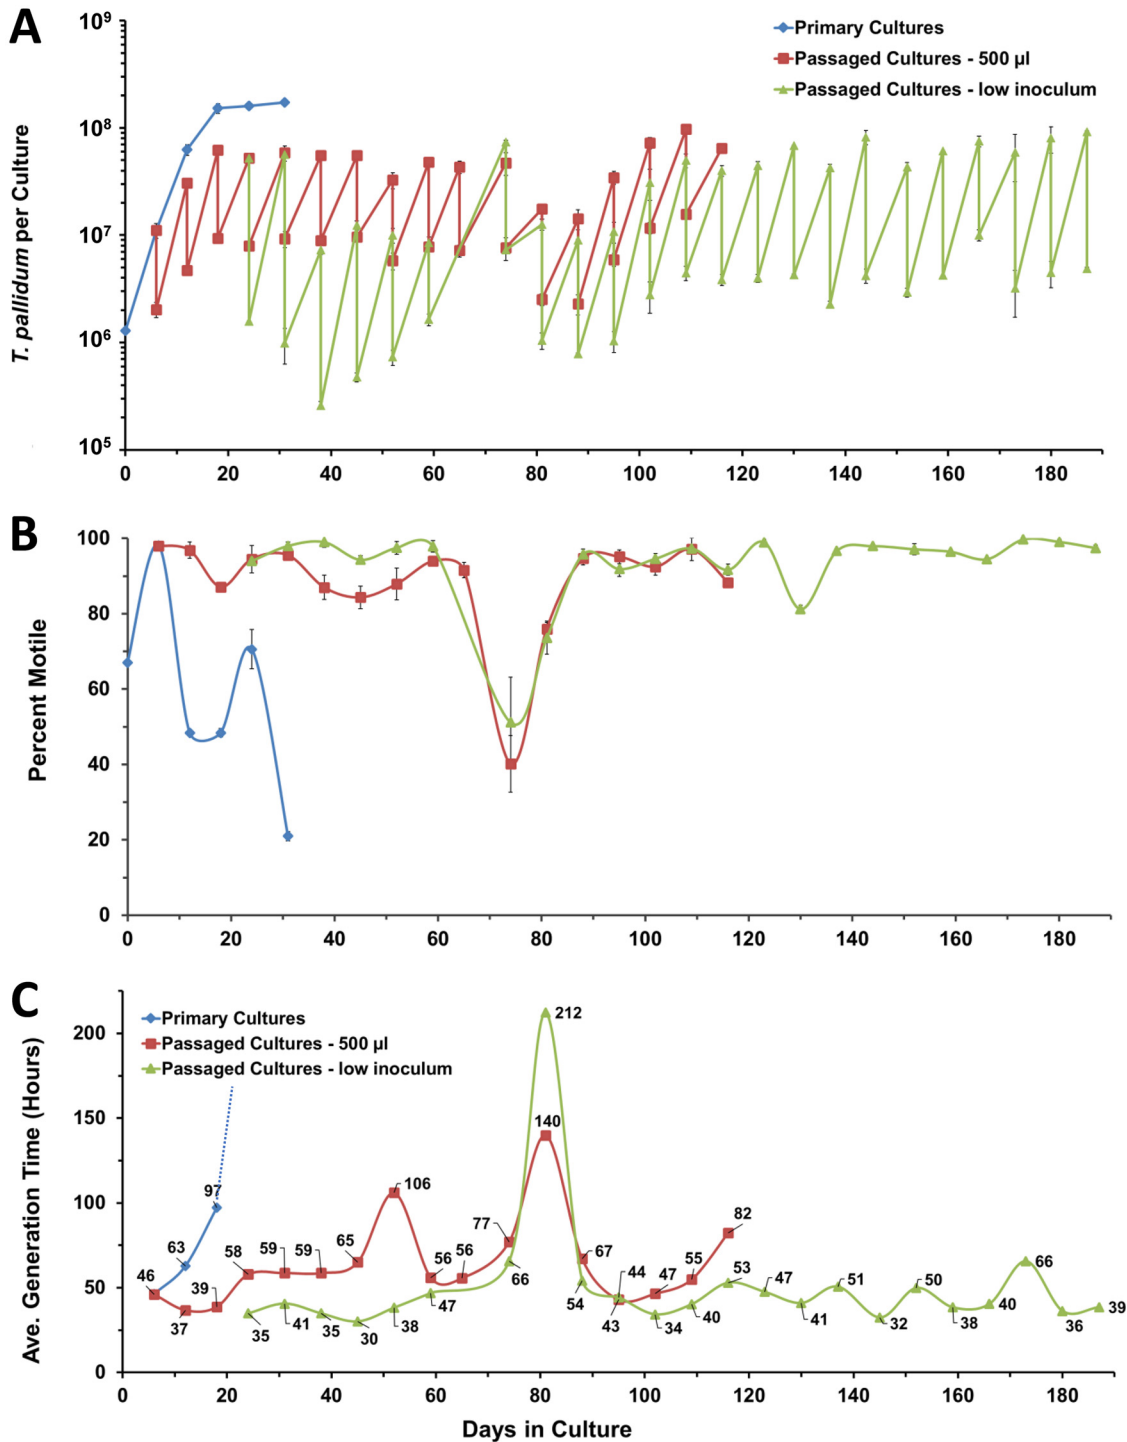 A
10⁹
10⁸
10⁷
10⁶
10⁵
T. pallidum per Culture
Primary Cultures
Passaged Cultures - 500 µl
Passaged Cultures - low inoculum
0 20 40 60 80 100 120 140 160 180
B
100
80
60
40
20
0
Percent Motile
0 20 40 60 80 100 120 140 160 180
C
200
150
100
50
0
Ave. Generation Time (Hours)
Primary Cultures
Passaged Cultures - 500 µl
Passaged Cultures - low inoculum
46 63 97
37 39 58 59 59 65 106 56 56 77 140 67 43 47 55 82
35 41 35 30 38 47 66 212 54 44 34 40 53 47 41 51 32 50 38 40 66 36 39
0 20 40 60 80 100 120 140 160 180
Days in Culture